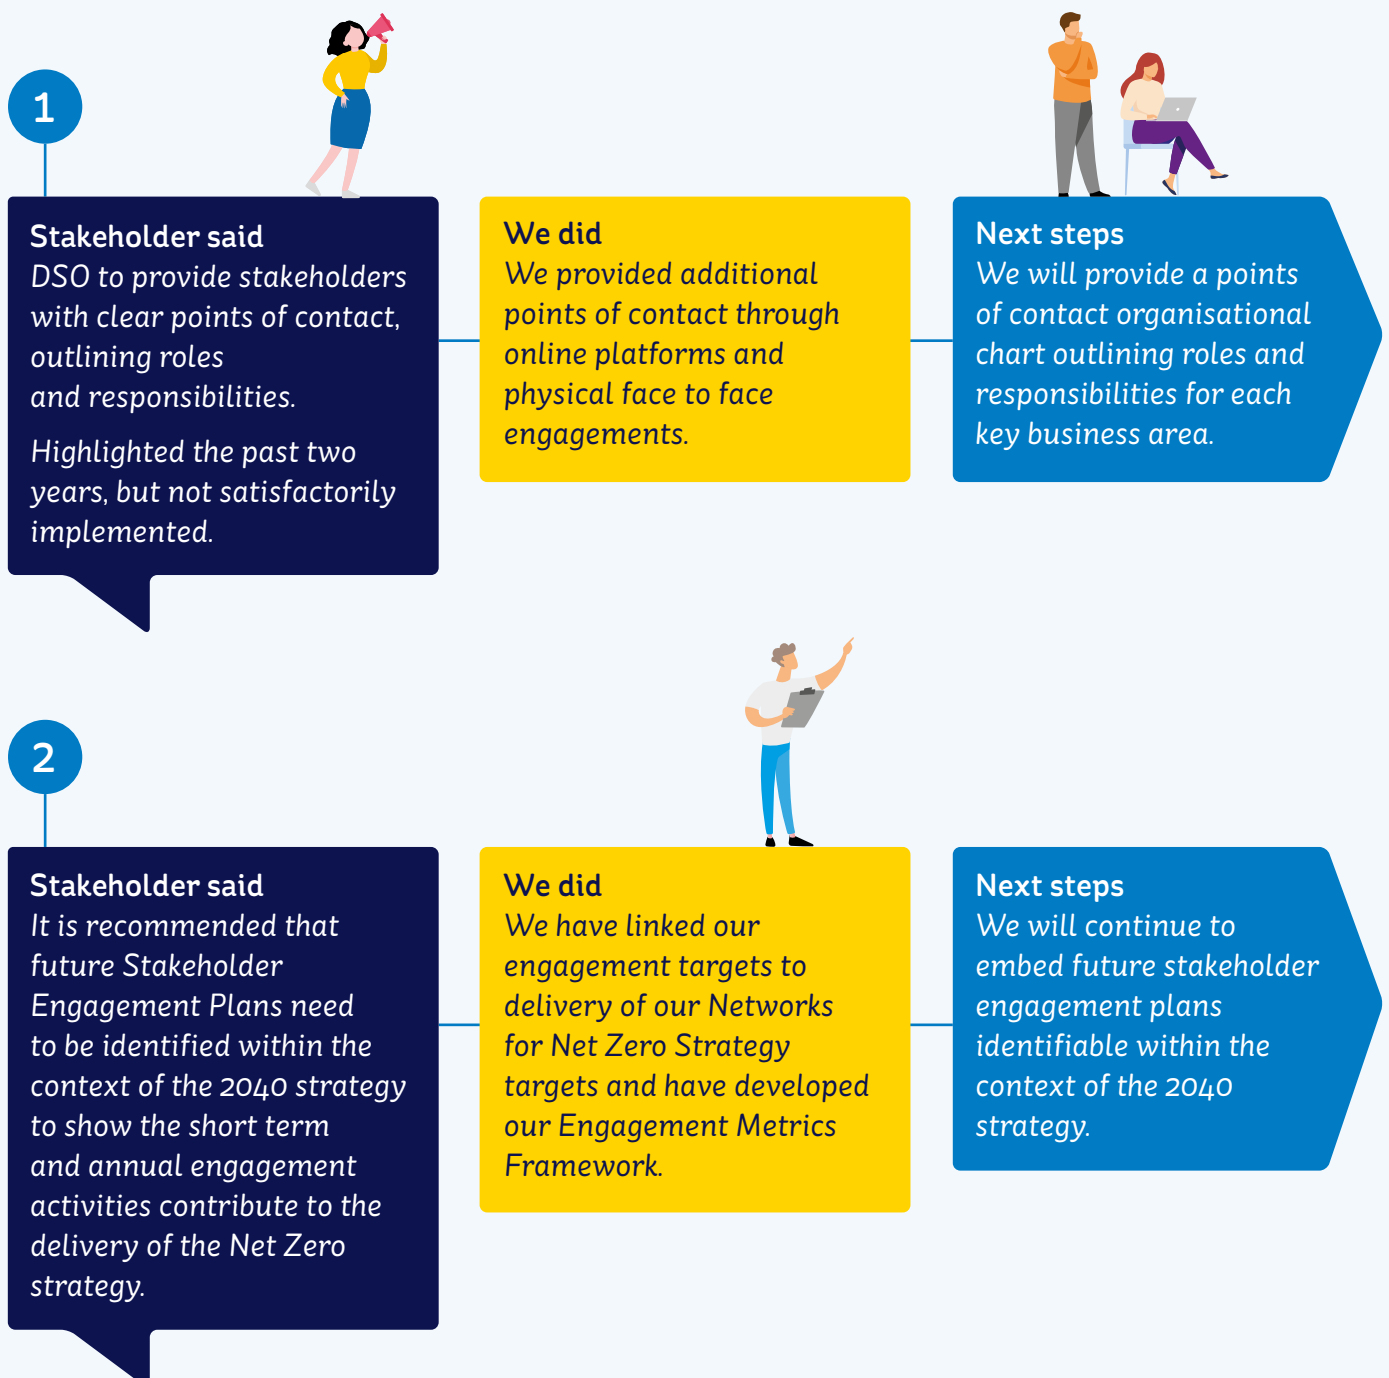 1
Stakeholder said
DSO to provide stakeholders
with clear points of contact,
outlining roles
and responsibilities.
Highlighted the past two
years, but not satisfactorily
implemented.
We did
We provided additional
points of contact through
online platforms and
physical face to face
engagements.
Next steps
We will provide a points
of contact organisational
chart outlining roles and
responsibilities for each
key business area.
2
Stakeholder said
It is recommended that
future Stakeholder
Engagement Plans need
to be identified within the
context of the 2040 strategy
to show the short term
and annual engagement
activities contribute to the
delivery of the Net Zero
strategy.
We did
We have linked our
engagement targets to
delivery of our Networks
for Net Zero Strategy
targets and have developed
our Engagement Metrics
Framework.
Next steps
We will continue to
embed future stakeholder
engagement plans
identifiable within the
context of the 2040
strategy.